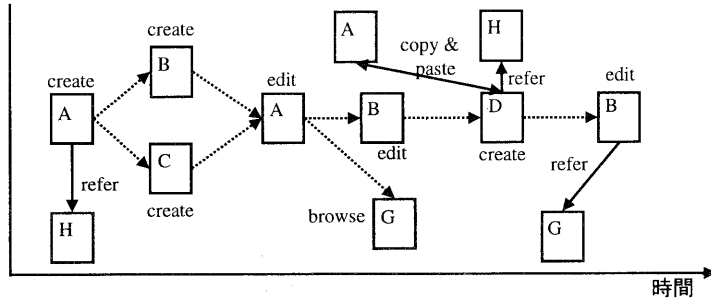 create
A
refer
H
create
B
C
create
edit
A
B
edit
browse
G
A
copy &
paste
H
refer
D
create
edit
B
refer
G
時間